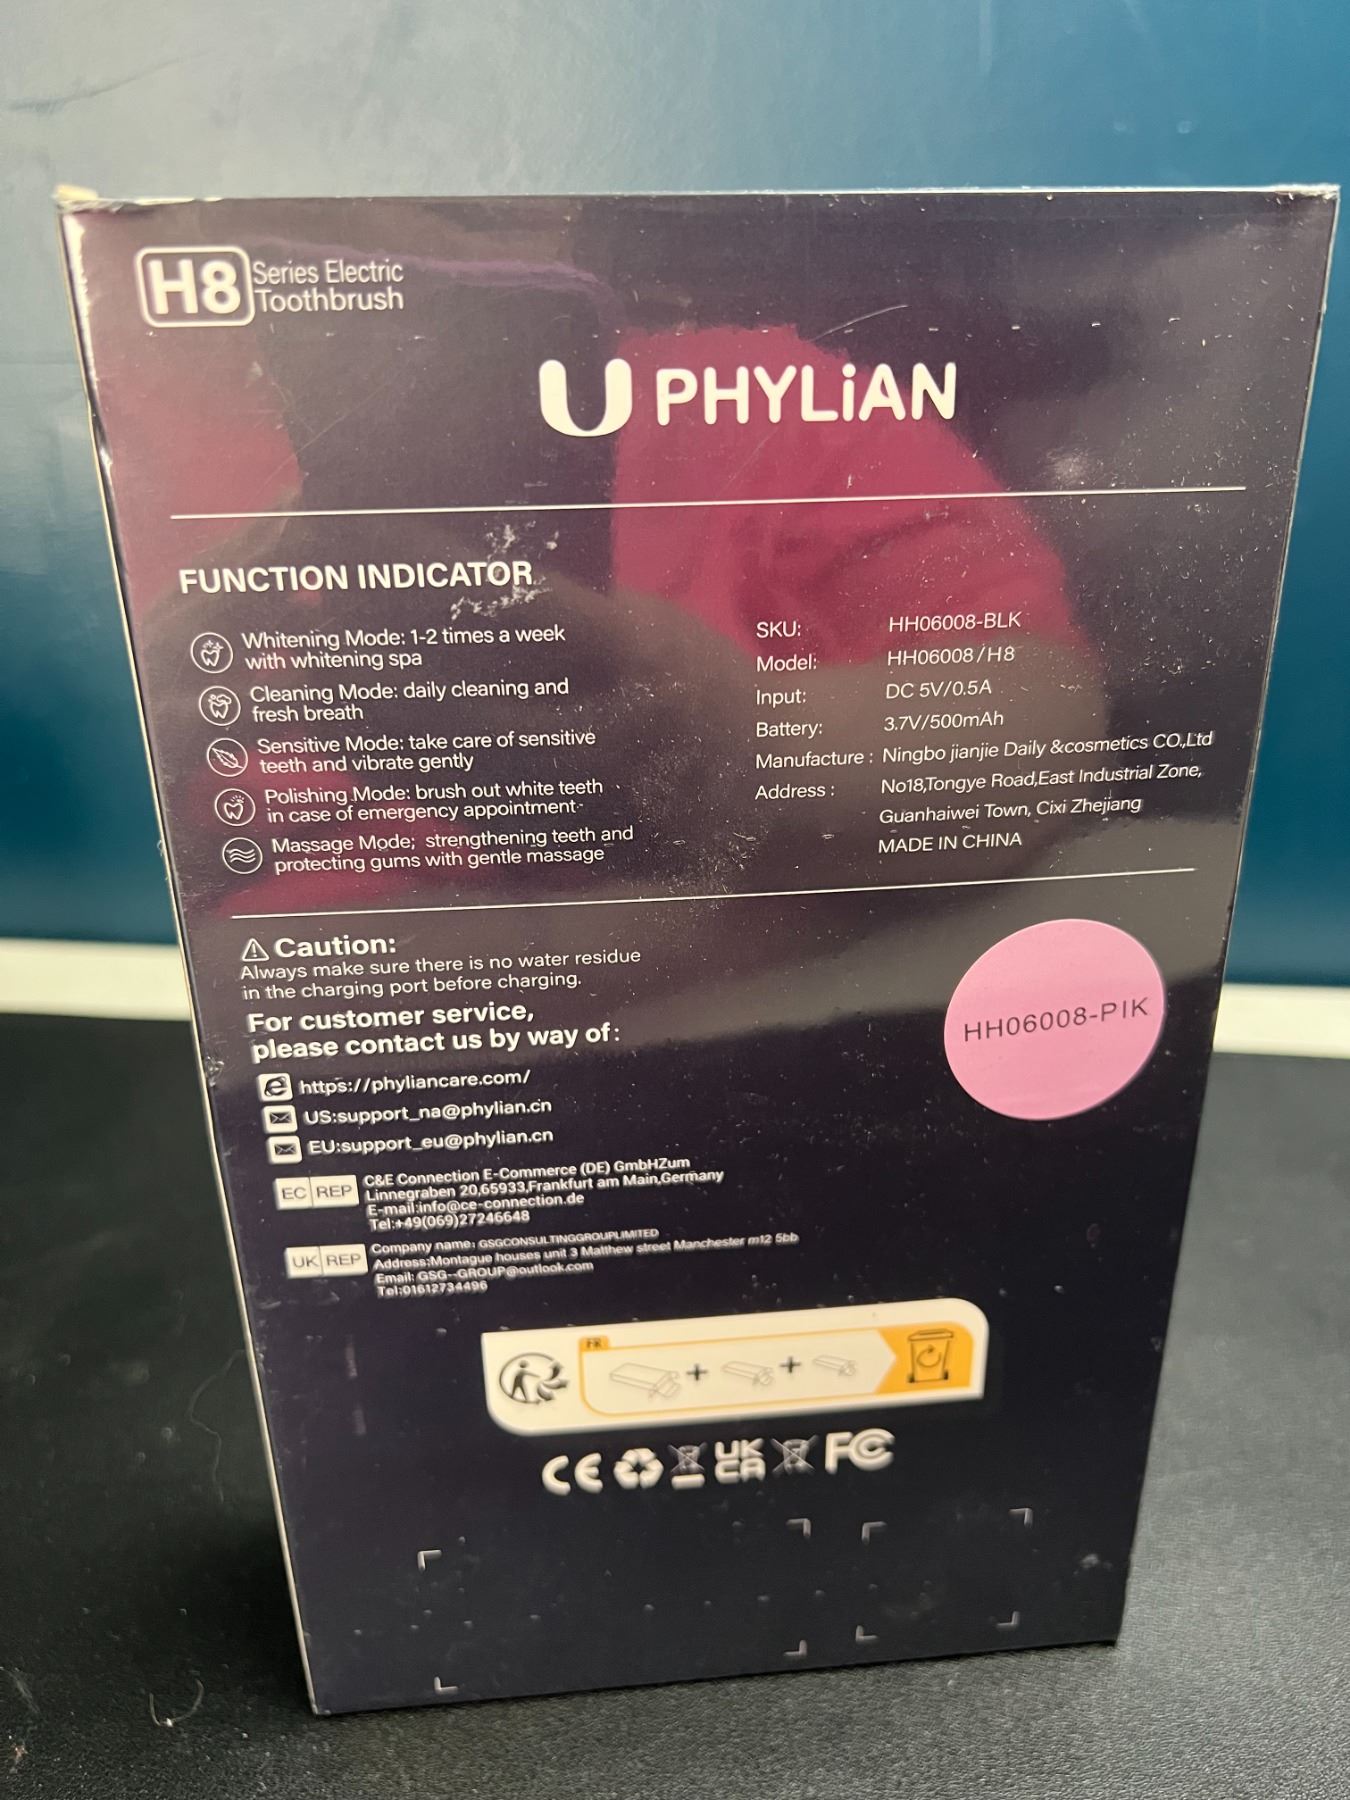 H8 Series Electric
Toothbrush
PHYLiAN
FUNCTION INDICATOR
Whitening Mode: 1-2 times a week
with whitening spa
Cleaning Mode: daily cleaning and
fresh breath
Sensitive Mode: take care of sensitive
teeth and vibrate gently
Polishing Mode: brush out white teeth
in case of emergency appointment
Massage Mode; strengthening teeth and
protecting gums with gentle massage
SKU: HH06008-BLK
Model: HH06008/H8
Input: DC 5V/0.5A
Battery: 3.7V/500mAh
Manufacture : Ningbo jianjie Daily &cosmetics CO.,Ltd
Address : No18,Tongye Road,East Industrial Zone,
Guanhaiwei Town, Cixi Zhejiang
MADE IN CHINA
Caution:
Always make sure there is no water residue
in the charging port before charging.
For customer service,
please contact us by way of:
https://phyliancare.com/
US:support_na@phylian.cn
EU:support_eu@phylian.cn
HH06008-PIK
EC REP
C&E Connection E-Commerce (DE) GmbHZum
Linnegraben 20,65933,Frankfurt am Main,Germany
E-mail:info@ce-connection.de
Tel:+49(069)27246648
UK REP
Company name: GSGCONSULTINGGROUPLIMITED
Address:Montague houses unit 3 Matthew street Manchester m12 5bb
Email: GSG--GROUP@outlook.com
Tel:01612734496
FR
+ +
CE UK CA FC